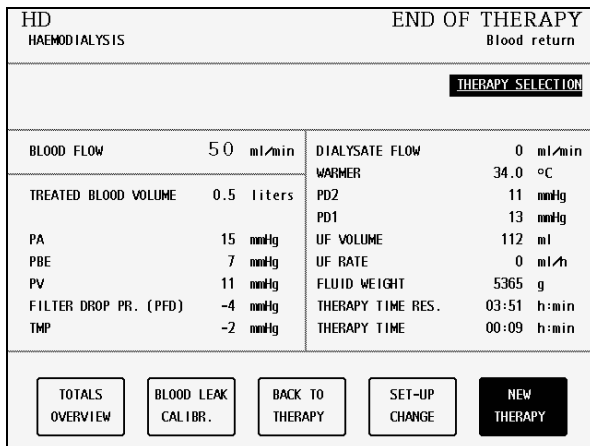 HD
END OF THERAPY
HAEMODIALYSIS
Blood return
THERAPY SELECTION
BLOOD FLOW 50 ml/min
TREATED BLOOD VOLUME 0.5 liters
PA 15 mmHg
PBE 7 mmHg
PV 11 mmHg
FILTER DROP PR. (PFD) -4 mmHg
TMP -2 mmHg
DIALYSATE FLOW 0 ml/min
WARMER 34.0 ºC
PD2 11 mmHg
PD1 13 mmHg
UF VOLUME 112 ml
UF RATE 0 ml/h
FLUID WEIGHT 5365 g
THERAPY TIME RES. 03:51 h:min
THERAPY TIME 00:09 h:min
TOTALS
OVERVIEW
BLOOD LEAK
CALIBR.
BACK TO
THERAPY
SET-UP
CHANGE
NEW
THERAPY